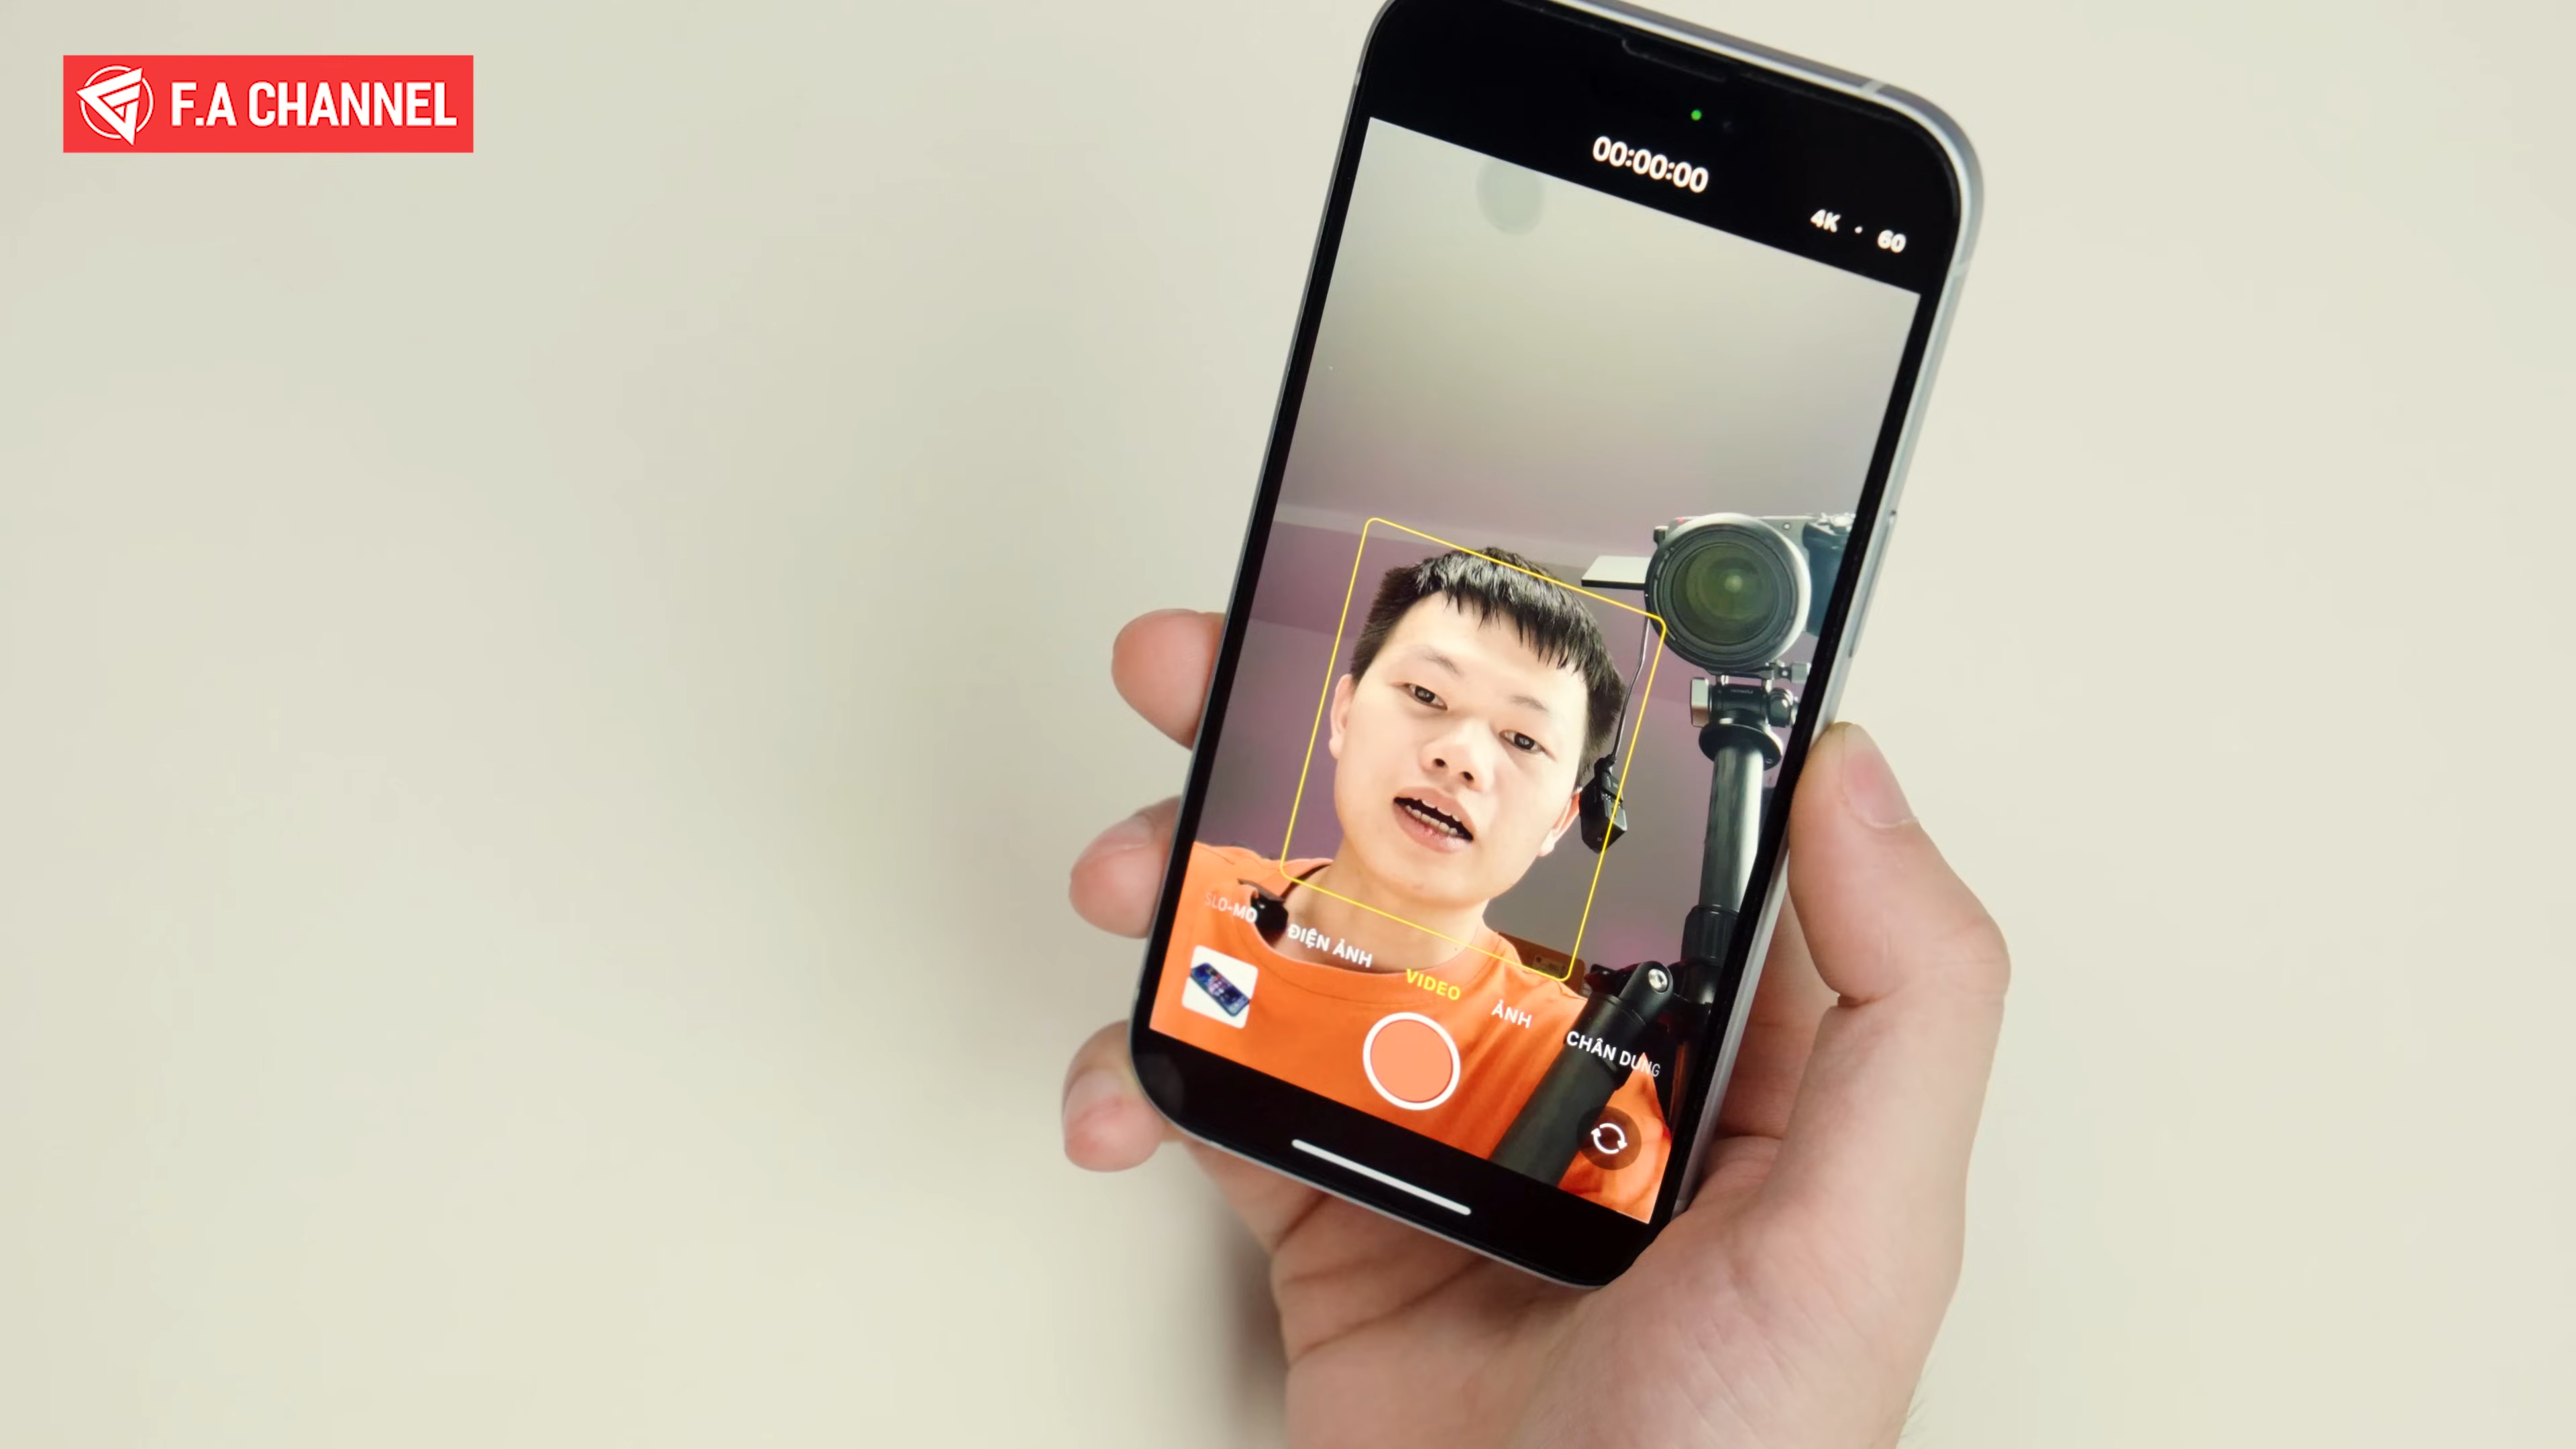 F.A CHANNEL
00:00:00
4K · 60
SLO-MO
ĐIỆN ẢNH
VIDEO
ẢNH
CHÂN DUNG